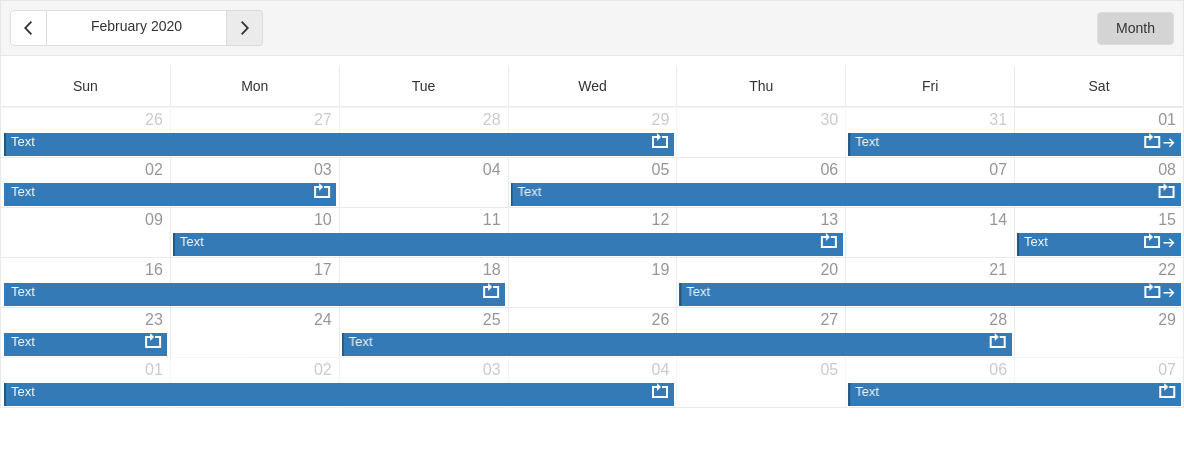 February 2020 Month
Sun Mon Tue Wed Thu Fri Sat
26 27 28 29 30 31 01
Text Text
02 03 04 05 06 07 08
Text Text
09 10 11 12 13 14 15
Text Text
16 17 18 19 20 21 22
Text Text
23 24 25 26 27 28 29
Text Text
01 02 03 04 05 06 07
Text Text